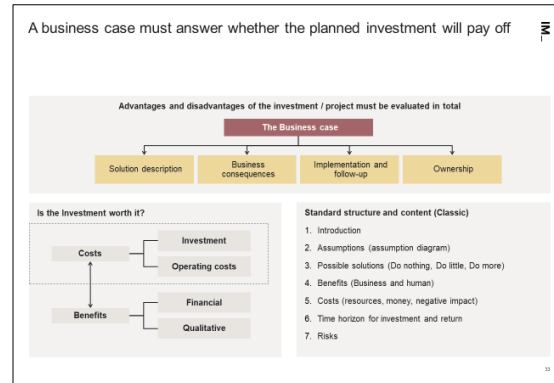 A business case must answer whether the planned investment will pay off
IM_
Advantages and disadvantages of the investment / project must be evaluated in total
The Business case
Solution description
Business
consequences
Implementation and
follow-up
Ownership
Is the Investment worth it?
Costs
Investment
Operating costs
Benefits
Financial
Qualitative
Standard structure and content (Classic)
1. Introduction
2. Assumptions (assumption diagram)
3. Possible solutions (Do nothing, Do little, Do more)
4. Benefits (Business and human)
5. Costs (resources, money, negative impact)
6. Time horizon for investment and return
7. Risks